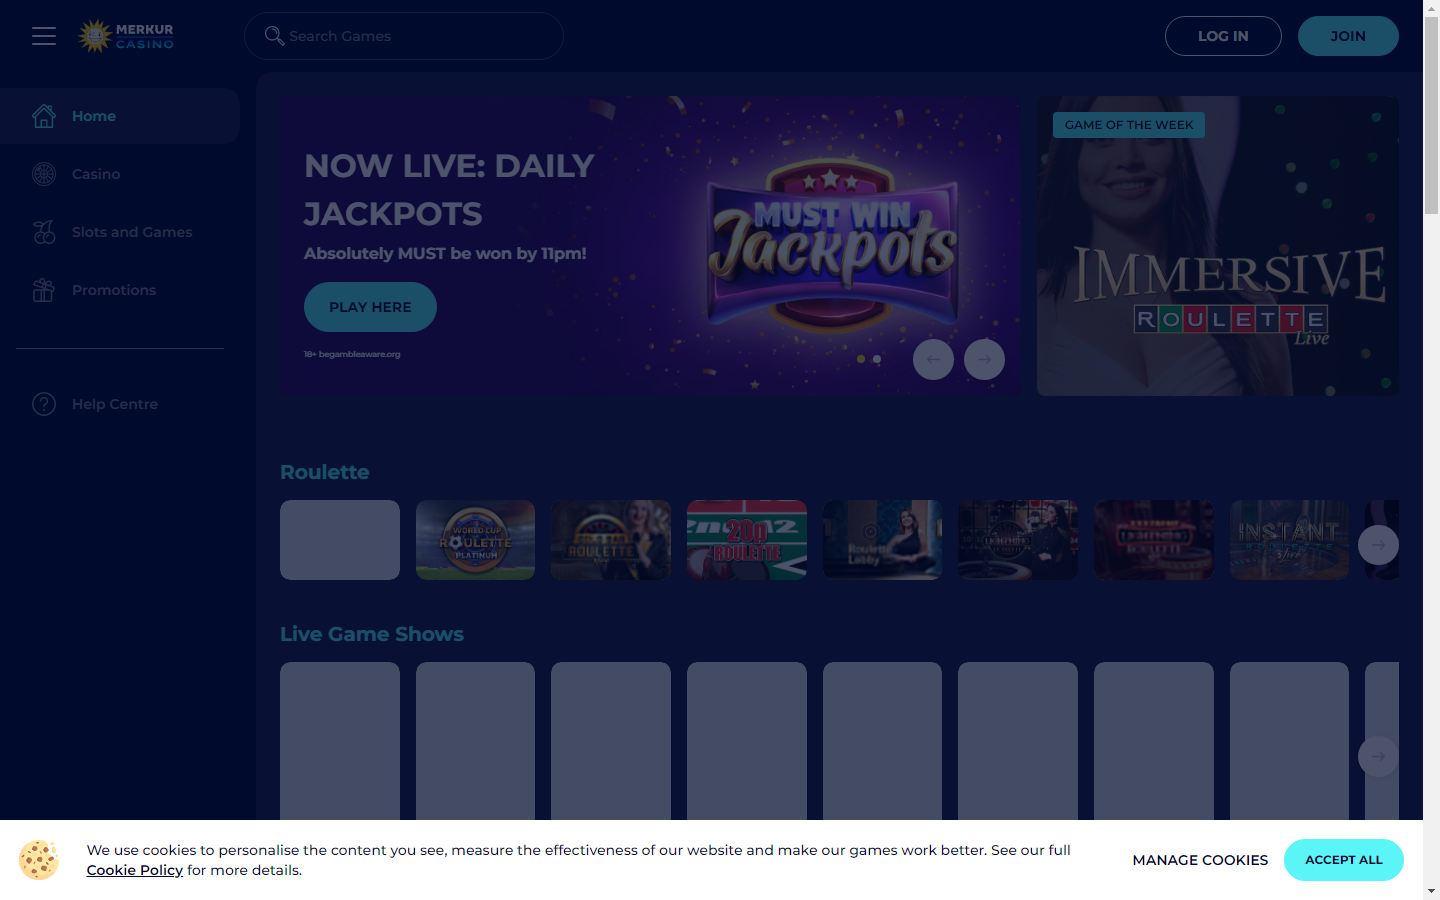 MERKUR
CASINO
Search Games
LOG IN
JOIN
Home
Casino
Slots and Games
Promotions
Help Centre
NOW LIVE: DAILY
JACKPOTS
Absolutely MUST be won by 11pm!
PLAY HERE
18+ begambleaware.org
MUST WIN
Jackpots
GAME OF THE WEEK
IMMERSIVE
ROULETTE
Live
Roulette
WORLD CUP
ROULETTE
PLATINUM
ROULETTE
20p
ROULETTE
Roulette
Lobby
LIGHTNING
ROULETTE
INSTANT
Live Game Shows
We use cookies to personalise the content you see, measure the effectiveness of our website and make our games work better. See our full
Cookie Policy for more details.
MANAGE COOKIES
ACCEPT ALL